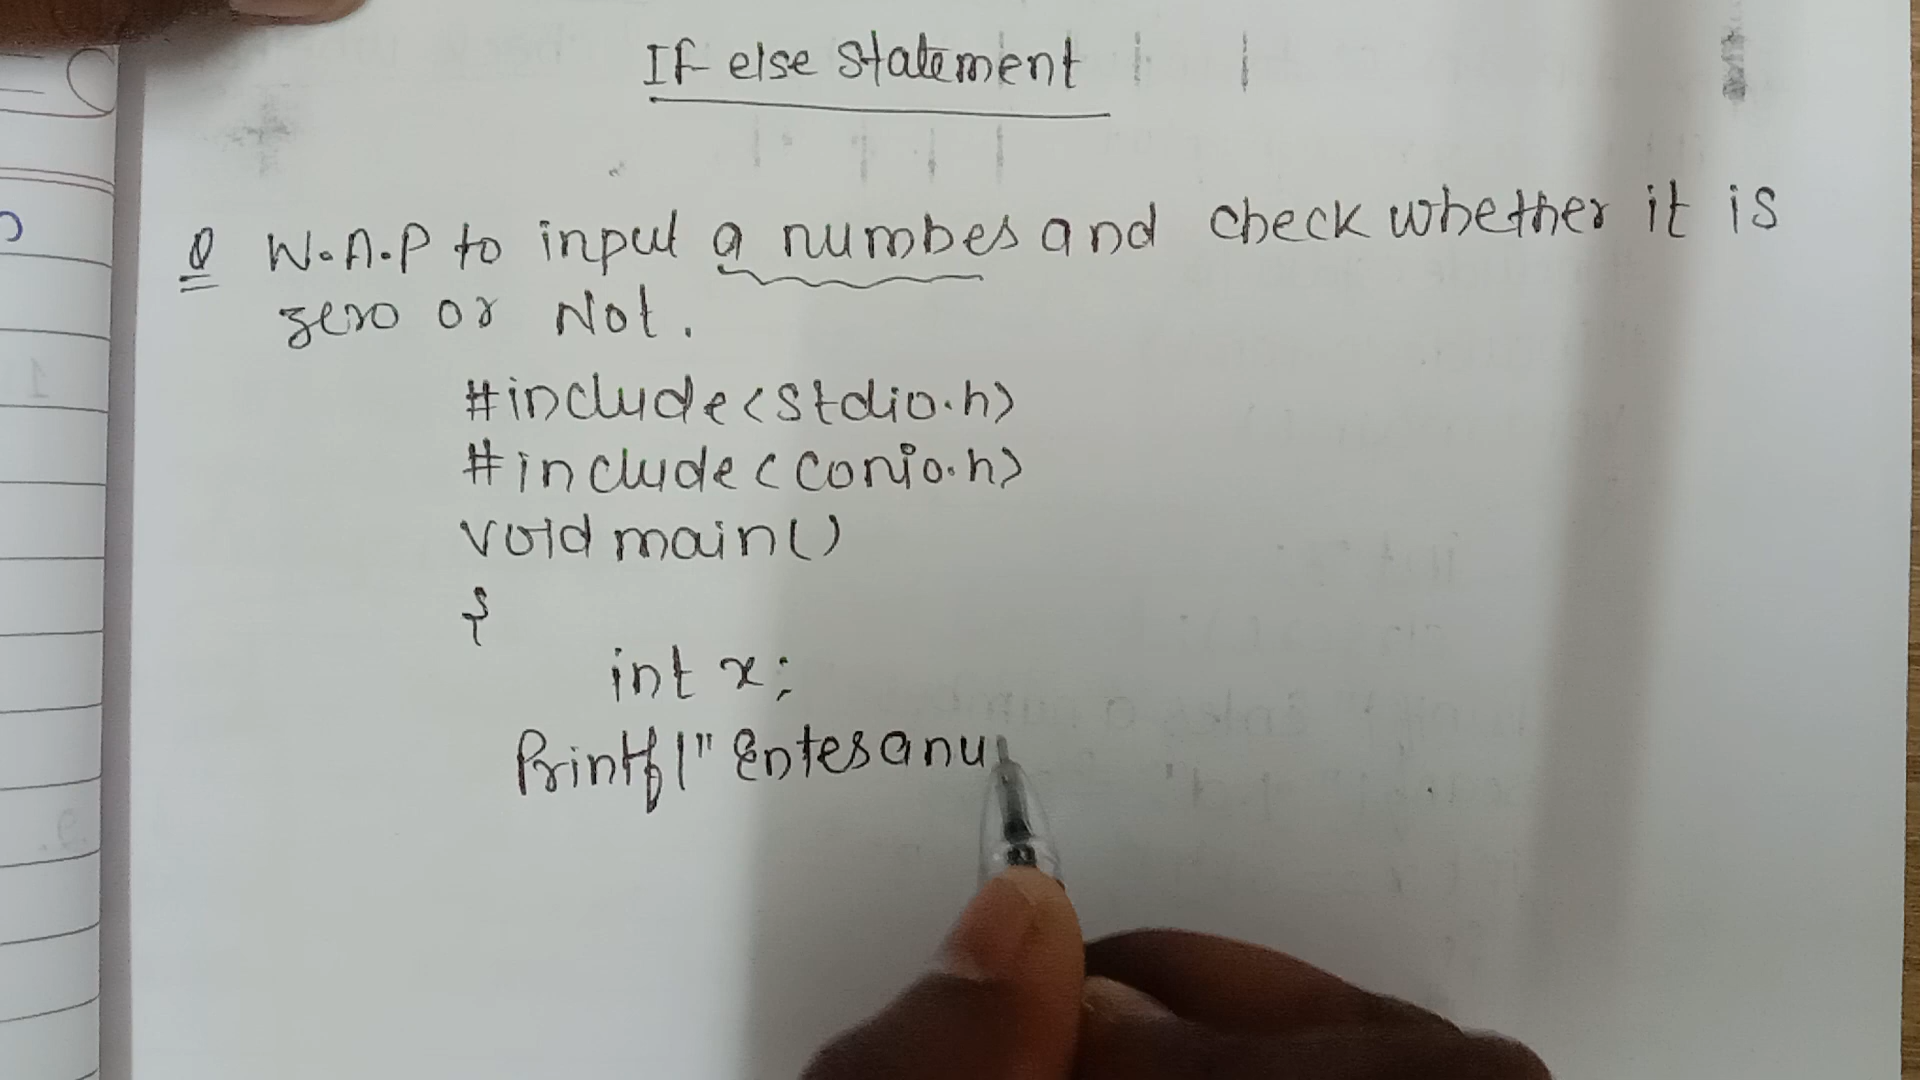 If else Statement
Q W.A.P to input a number and check whether it is
zero or Not.
#include<stdio.h>
#include<conio.h>
void main()
{
int x;
Printf(" Enter a nu